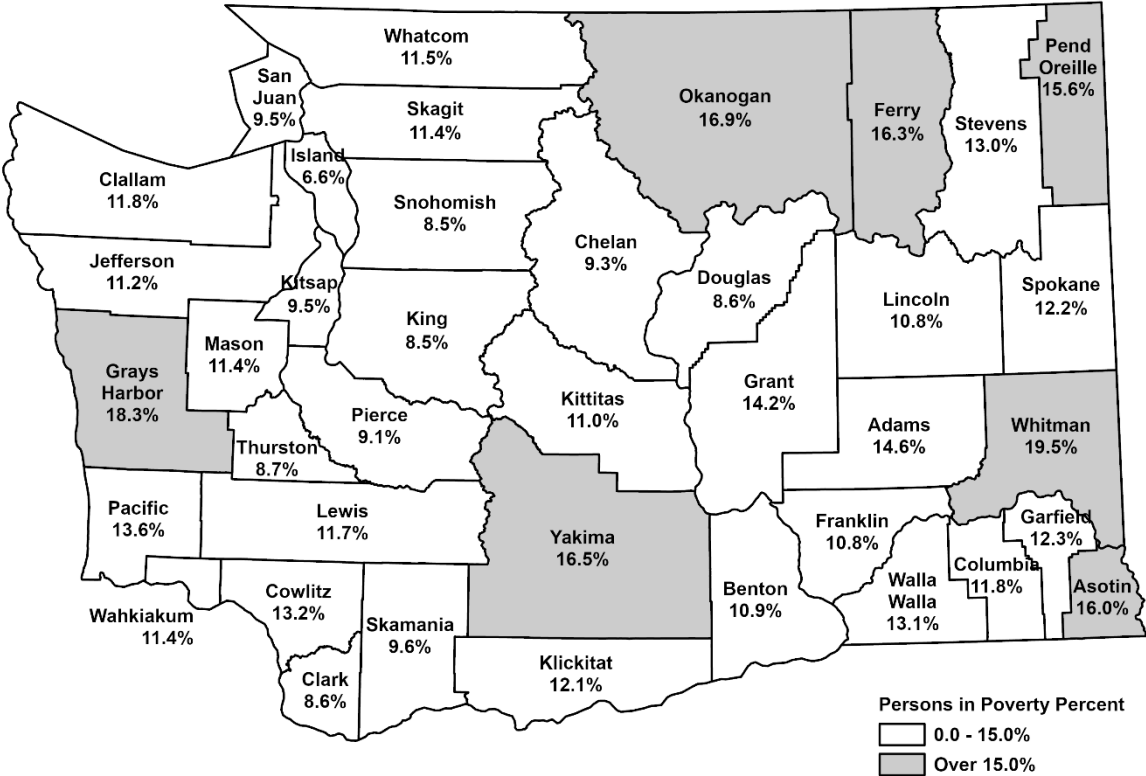 Whatcom
11.5%
San
Juan
9.5%
Skagit
11.4%
Okanogan
16.9%
Ferry
16.3%
Stevens
13.0%
Pend
Oreille
15.6%
Clallam
11.8%
Island
6.6%
Snohomish
8.5%
Chelan
9.3%
Jefferson
11.2%
Kitsap
9.5%
King
8.5%
Douglas
8.6%
Lincoln
10.8%
Spokane
12.2%
Grays
Harbor
18.3%
Mason
11.4%
Thurston
8.7%
Pierce
9.1%
Kittitas
11.0%
Grant
14.2%
Adams
14.6%
Whitman
19.5%
Pacific
13.6%
Lewis
11.7%
Yakima
16.5%
Benton
10.9%
Franklin
10.8%
Walla
Walla
13.1%
Columbia
11.8%
Garfield
12.3%
Asotin
16.0%
Wahkiakum
11.4%
Cowlitz
13.2%
Skamania
9.6%
Clark
8.6%
Klickitat
12.1%
Persons in Poverty Percent
0.0 - 15.0%
Over 15.0%